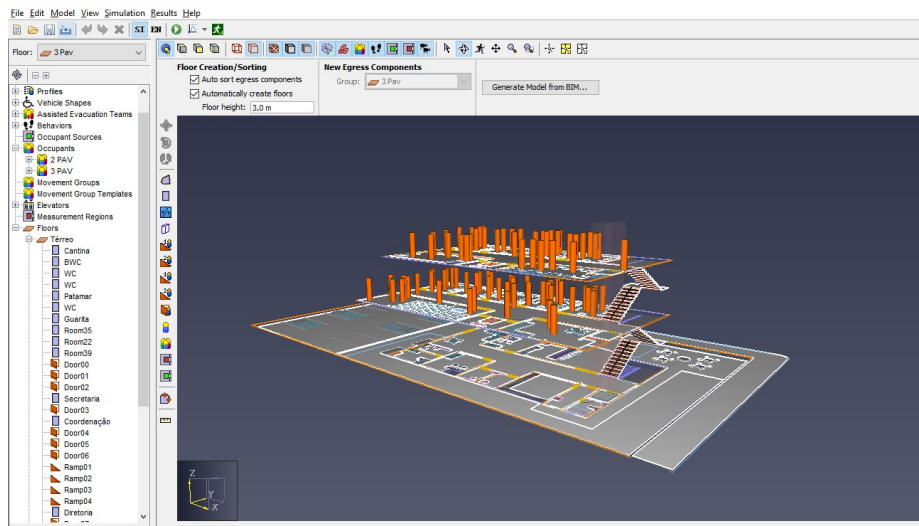 File Edit Model View Simulation Results Help
SI EN
Floor: 3 Pav
Floor Creation/Sorting
Auto sort egress components
Automatically create floors
Floor height: 3,0 m
New Egress Components
Group: 3 Pav
Generate Model from BIM...
Profiles
Vehicle Shapes
Assisted Evacuation Teams
Behaviors
Occupant Sources
Occupants
2 PAV
3 PAV
Movement Groups
Movement Group Templates
Elevators
Measurement Regions
Floors
Térreo
Cantina
BWC
WC
WC
Patamar
WC
Guarita
Room35
Room22
Room39
Door00
Door01
Door02
Secretaria
Door03
Coordenação
Door04
Door05
Door06
Ramp01
Ramp02
Ramp03
Ramp04
Diretoria
Z
Y
X